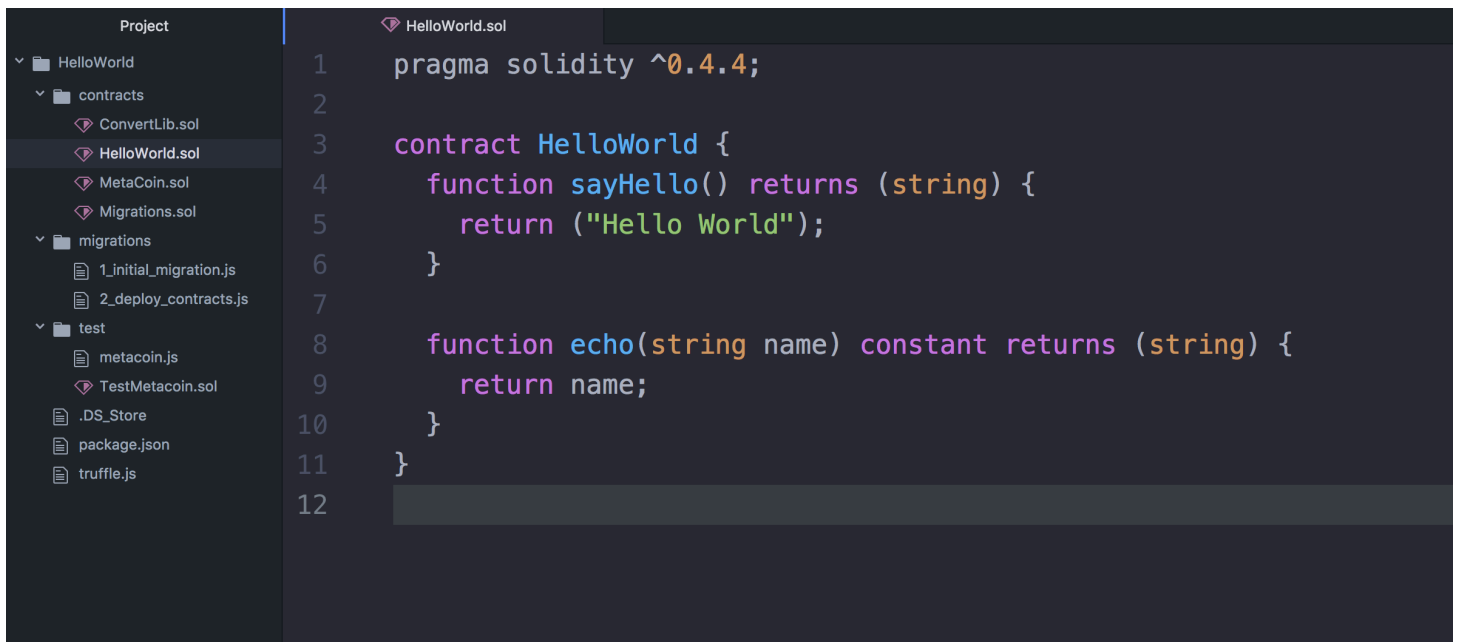 Project
HelloWorld
contracts
ConvertLib.sol
HelloWorld.sol
MetaCoin.sol
Migrations.sol
migrations
1_initial_migration.js
2_deploy_contracts.js
test
metacoin.js
TestMetacoin.sol
.DS_Store
package.json
truffle.js
HelloWorld.sol
1 pragma solidity ^0.4.4;
2
3 contract HelloWorld {
4   function sayHello() returns (string) {
5     return ("Hello World");
6   }
7
8   function echo(string name) constant returns (string) {
9     return name;
10   }
11 }
12